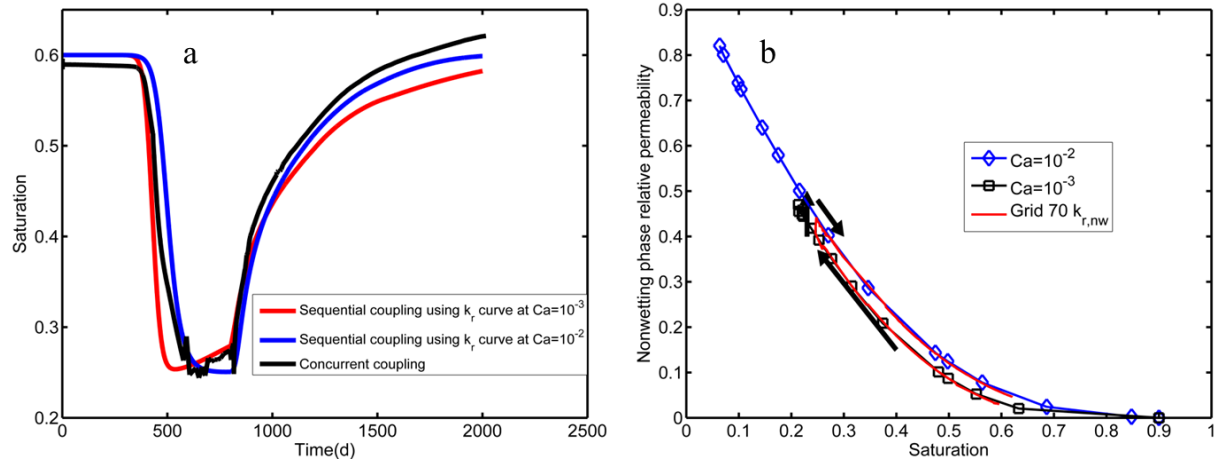 a
0.6
0.5
0.4
0.3
0.2
Saturation
Sequential coupling using k_r curve at Ca=10^-3
Sequential coupling using k_r curve at Ca=10^-2
Concurrent coupling
0 500 1000 1500 2000 2500
Time(d)
b
0.9
0.8
0.7
0.6
0.5
0.4
0.3
0.2
0.1
0
Nonwetting phase relative permeability
Ca=10^-2
Ca=10^-3
Grid 70 k_r,nw
0 0.1 0.2 0.3 0.4 0.5 0.6 0.7 0.8 0.9 1
Saturation